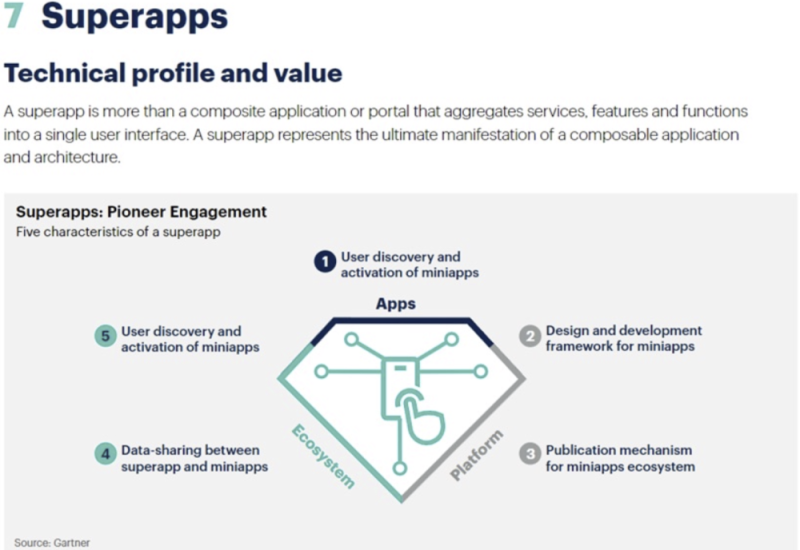 7 Superapps
Technical profile and value
A superapp is more than a composite application or portal that aggregates services, features and functions
into a single user interface. A superapp represents the ultimate manifestation of a composable application
and architecture.
Superapps: Pioneer Engagement
Five characteristics of a superapp
1 User discovery and
activation of miniapps
Apps
5 User discovery and
activation of miniapps
2 Design and development
framework for miniapps
Ecosystem
Platform
4 Data-sharing between
superapp and miniapps
3 Publication mechanism
for miniapps ecosystem
Source: Gartner